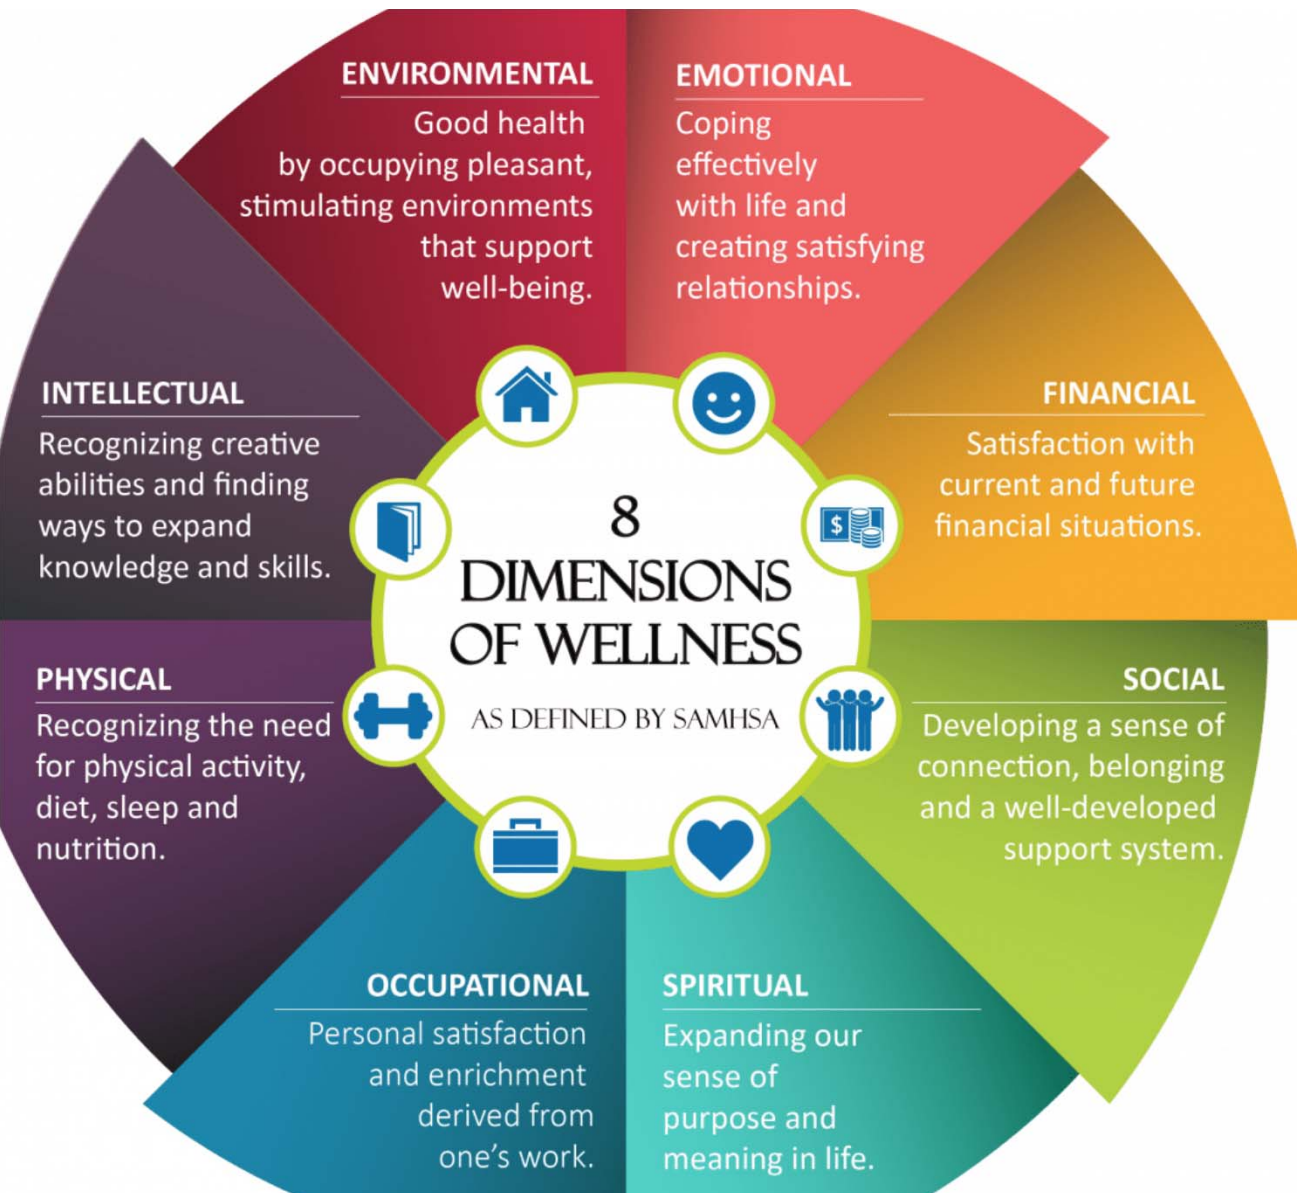 ENVIRONMENTAL
Good health
by occupying pleasant,
stimulating environments
that support
well-being.
EMOTIONAL
Coping
effectively
with life and
creating satisfying
relationships.
FINANCIAL
Satisfaction with
current and future
financial situations.
SOCIAL
Developing a sense of
connection, belonging
and a well-developed
support system.
SPIRITUAL
Expanding our
sense of
purpose and
meaning in life.
OCCUPATIONAL
Personal satisfaction
and enrichment
derived from
one's work.
PHYSICAL
Recognizing the need
for physical activity,
diet, sleep and
nutrition.
INTELLECTUAL
Recognizing creative
abilities and finding
ways to expand
knowledge and skills.
8
DIMENSIONS
OF WELLNESS
AS DEFINED BY SAMHSA
$